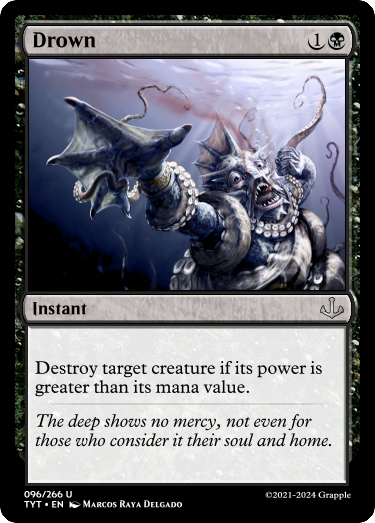 Drown 1
Instant
Destroy target creature if its power is
greater than its mana value.
The deep shows no mercy, not even for
those who consider it their soul and home.
096/266 U
TYT • EN Marcos Raya Delgado
©2021-2024 Grapple